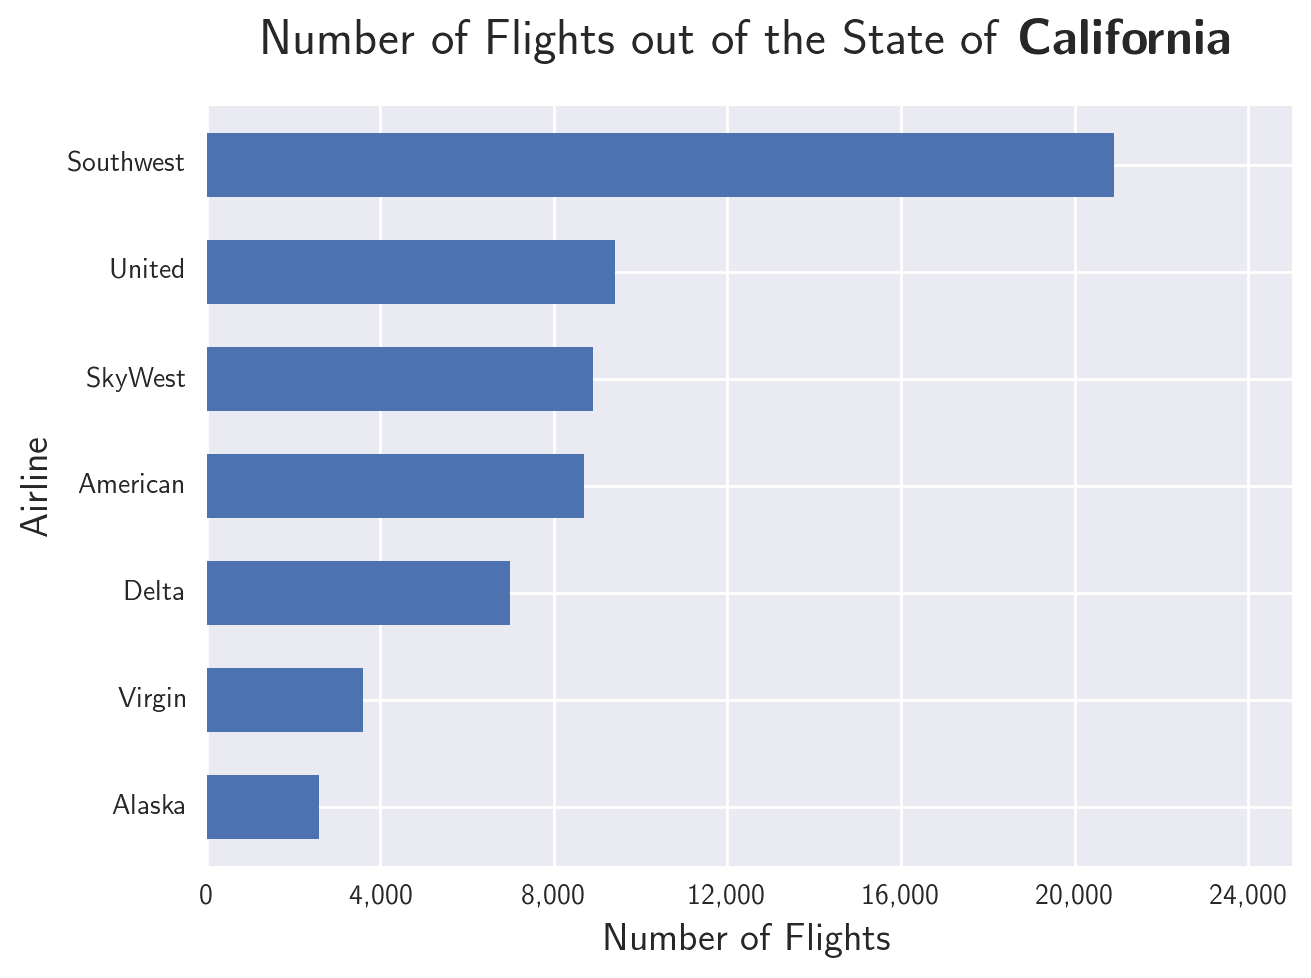 Number of Flights out of the State of California
Southwest
United
SkyWest
American
Delta
Virgin
Alaska
Airline
0 4,000 8,000 12,000 16,000 20,000 24,000
Number of Flights